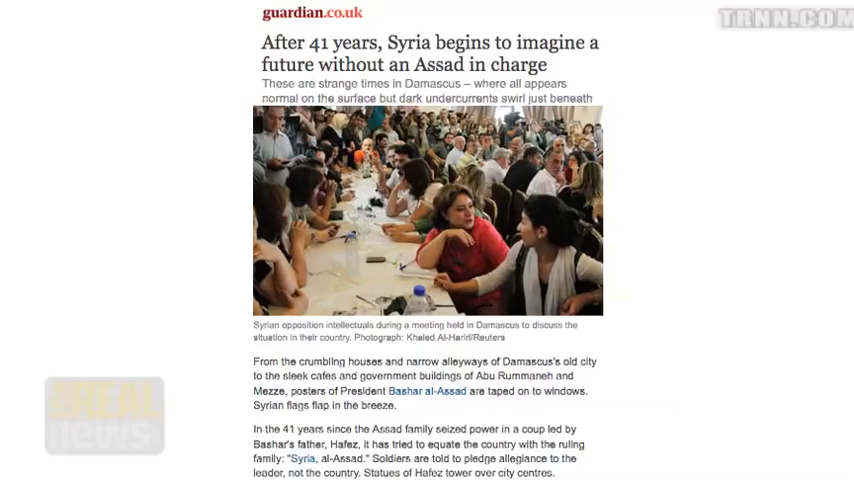 guardian.co.uk
TRNN.COM
After 41 years, Syria begins to imagine a
future without an Assad in charge
These are strange times in Damascus – where all appears
normal on the surface but dark undercurrents swirl just beneath
Syrian opposition intellectuals during a meeting held in Damascus to discuss the
situation in their country. Photograph: Khaled Al-Hariri/Reuters
From the crumbling houses and narrow alleyways of Damascus's old city
to the sleek cafes and government buildings of Abu Rummaneh and
Mezze, posters of President Bashar al-Assad are taped on to windows.
Syrian flags flap in the breeze.
In the 41 years since the Assad family seized power in a coup led by
Bashar's father, Hafez, it has tried to equate the country with the ruling
family: "Syria, al-Assad." Soldiers are told to pledge allegiance to the
leader, not the country. Statues of Hafez tower over city centres.
THE REAL
news